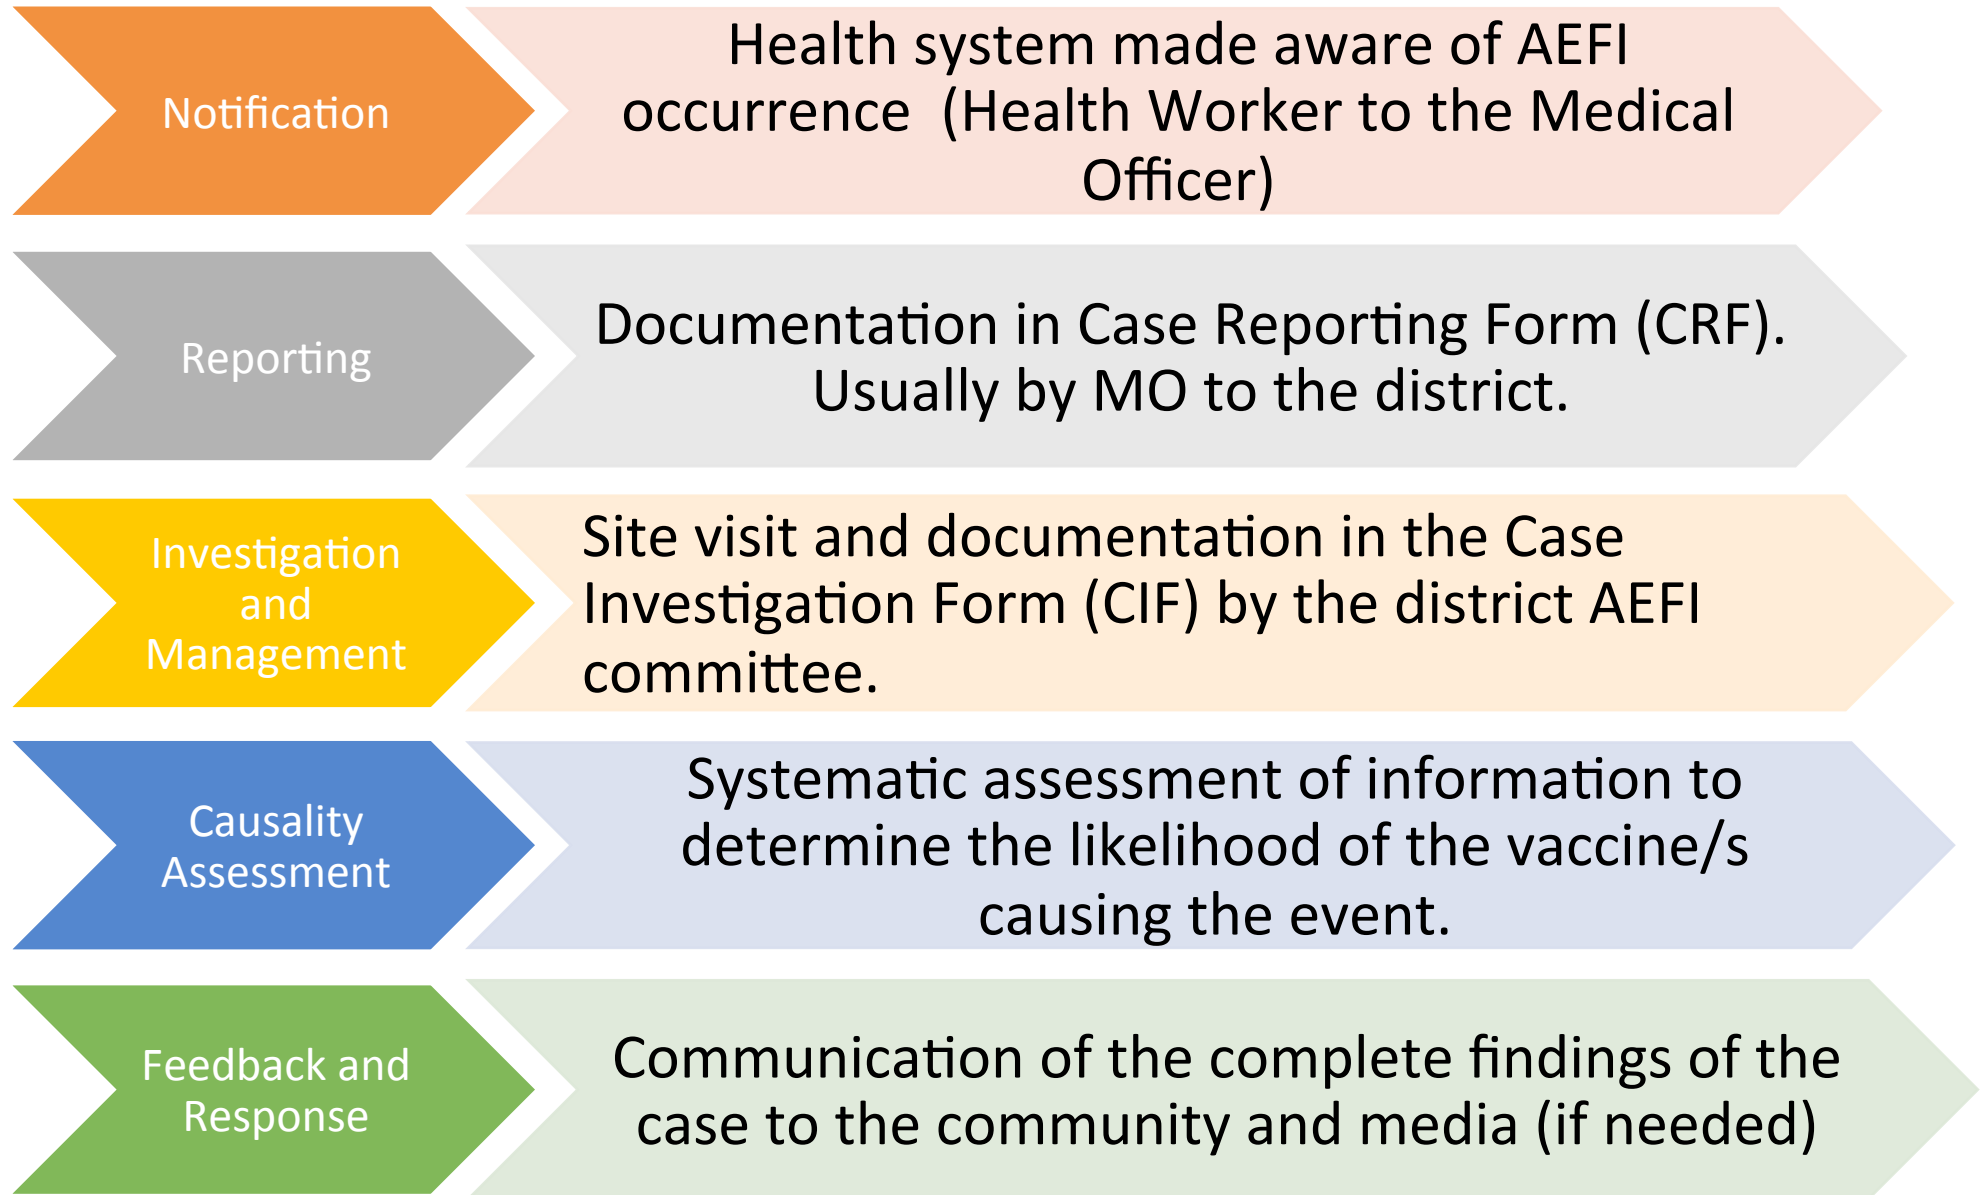 Notification
Health system made aware of AEFI
occurrence  (Health Worker to the Medical
Officer)
Reporting
Documentation in Case Reporting Form (CRF).
Usually by MO to the district.
Investigation
and
Management
Site visit and documentation in the Case
Investigation Form (CIF) by the district AEFI
committee.
Causality
Assessment
Systematic assessment of information to
determine the likelihood of the vaccine/s
causing the event.
Feedback and
Response
Communication of the complete findings of the
case to the community and media (if needed)